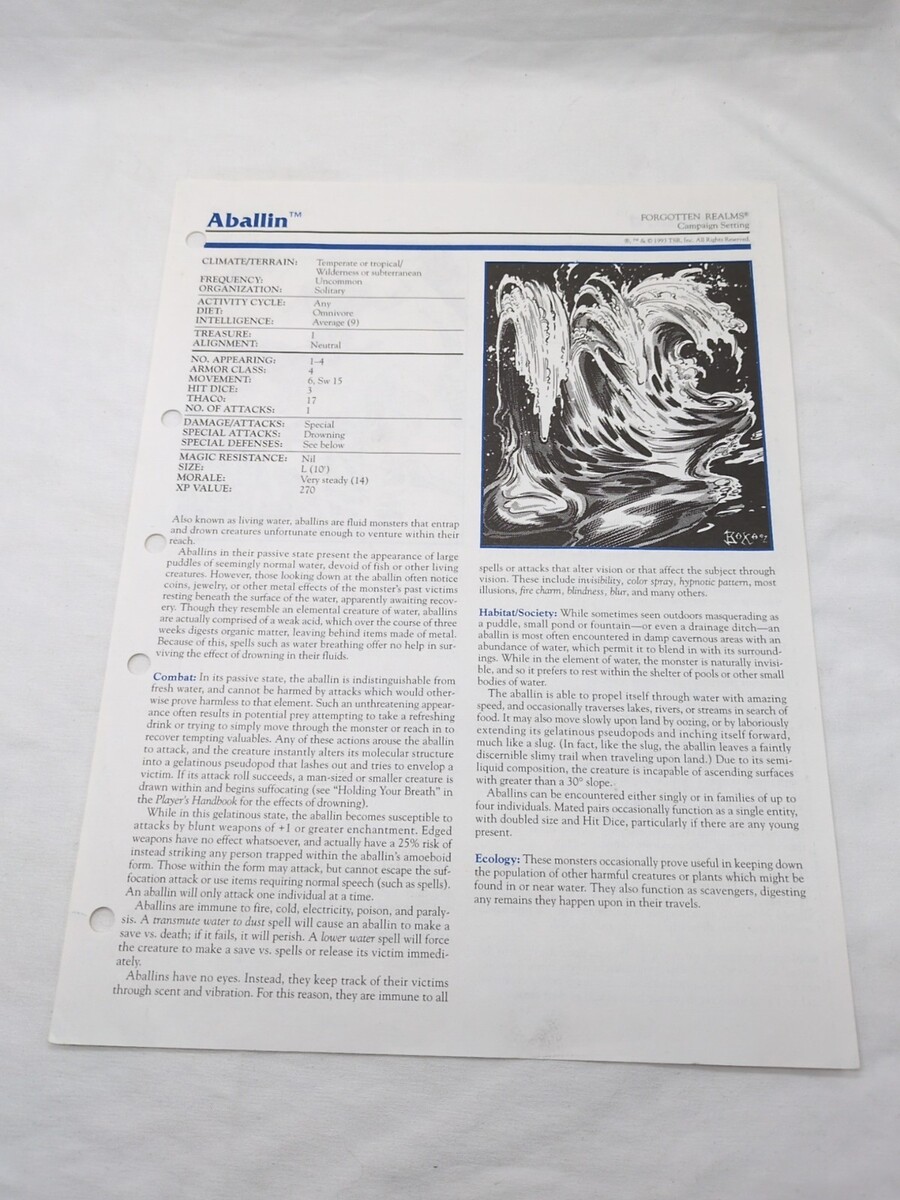 Aballin™
FORGOTTEN REALMS®
Campaign Setting
®, ™ & © 1993 TSR, Inc. All Rights Reserved.
CLIMATE/TERRAIN: Temperate or tropical/
Wilderness or subterranean
FREQUENCY: Uncommon
ORGANIZATION: Solitary
ACTIVITY CYCLE: Any
DIET: Omnivore
INTELLIGENCE: Average (9)
TREASURE: I
ALIGNMENT: Neutral
NO. APPEARING: 1–4
ARMOR CLASS: 4
MOVEMENT: 6, Sw 15
HIT DICE: 3
THAC0: 17
NO. OF ATTACKS: 1
DAMAGE/ATTACKS: Special
SPECIAL ATTACKS: Drowning
SPECIAL DEFENSES: See below
MAGIC RESISTANCE: Nil
SIZE: L (10')
MORALE: Very steady (14)
XP VALUE: 270
Also known as living water, aballins are fluid monsters that entrap
and drown creatures unfortunate enough to venture within their
reach.
Aballins in their passive state present the appearance of large
puddles of seemingly normal water, devoid of fish or other living
creatures. However, those looking down at the aballin often notice
coins, jewelry, or other metal effects of the monster's past victims
resting beneath the surface of the water, apparently awaiting recov-
ery. Though they resemble an elemental creature of water, aballins
are actually comprised of a weak acid, which over the course of three
weeks digests organic matter, leaving behind items made of metal.
Because of this, spells such as water breathing offer no help in sur-
viving the effect of drowning in their fluids.
Combat: In its passive state, the aballin is indistinguishable from
fresh water, and cannot be harmed by attacks which would other-
wise prove harmless to that element. Such an unthreatening appear-
ance often results in potential prey attempting to take a refreshing
drink or trying to simply move through the monster or reach in to
recover tempting valuables. Any of these actions arouse the aballin
to attack, and the creature instantly alters its molecular structure
into a gelatinous pseudopod that lashes out and tries to envelop a
victim. If its attack roll succeeds, a man-sized or smaller creature is
drawn within and begins suffocating (see "Holding Your Breath" in
the Player's Handbook for the effects of drowning).
While in this gelatinous state, the aballin becomes susceptible to
attacks by blunt weapons of +1 or greater enchantment. Edged
weapons have no effect whatsoever, and actually have a 25% risk of
instead striking any person trapped within the aballin's amoeboid
form. Those within the form may attack, but cannot escape the suf-
focation attack or use items requiring normal speech (such as spells).
An aballin will only attack one individual at a time.
Aballins are immune to fire, cold, electricity, poison, and paraly-
sis. A transmute water to dust spell will cause an aballin to make a
save vs. death; if it fails, it will perish. A lower water spell will force
the creature to make a save vs. spells or release its victim immedi-
ately.
Aballins have no eyes. Instead, they keep track of their victims
through scent and vibration. For this reason, they are immune to all
BOX 92
spells or attacks that alter vision or that affect the subject through
vision. These include invisibility, color spray, hypnotic pattern, most
illusions, fire charm, blindness, blur, and many others.
Habitat/Society: While sometimes seen outdoors masquerading as
a puddle, small pond or fountain—or even a drainage ditch—an
aballin is most often encountered in damp cavernous areas with an
abundance of water, which permit it to blend in with its surround-
ings. While in the element of water, the monster is naturally invisi-
ble, and so it prefers to rest within the shelter of pools or other small
bodies of water.
The aballin is able to propel itself through water with amazing
speed, and occasionally traverses lakes, rivers, or streams in search of
food. It may also move slowly upon land by oozing, or by laboriously
extending its gelatinous pseudopods and inching itself forward,
much like a slug. (In fact, like the slug, the aballin leaves a faintly
discernible slimy trail when traveling upon land.) Due to its semi-
liquid composition, the creature is incapable of ascending surfaces
with greater than a 30° slope.
Aballins can be encountered either singly or in families of up to
four individuals. Mated pairs occasionally function as a single entity,
with doubled size and Hit Dice, particularly if there are any young
present.
Ecology: These monsters occasionally prove useful in keeping down
the population of other harmful creatures or plants which might be
found in or near water. They also function as scavengers, digesting
any remains they happen upon in their travels.